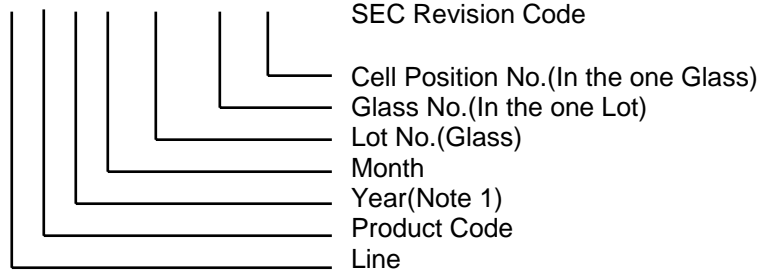 SEC Revision Code
Cell Position No.(In the one Glass)
Glass No.(In the one Lot)
Lot No.(Glass)
Month
Year(Note 1)
Product Code
Line